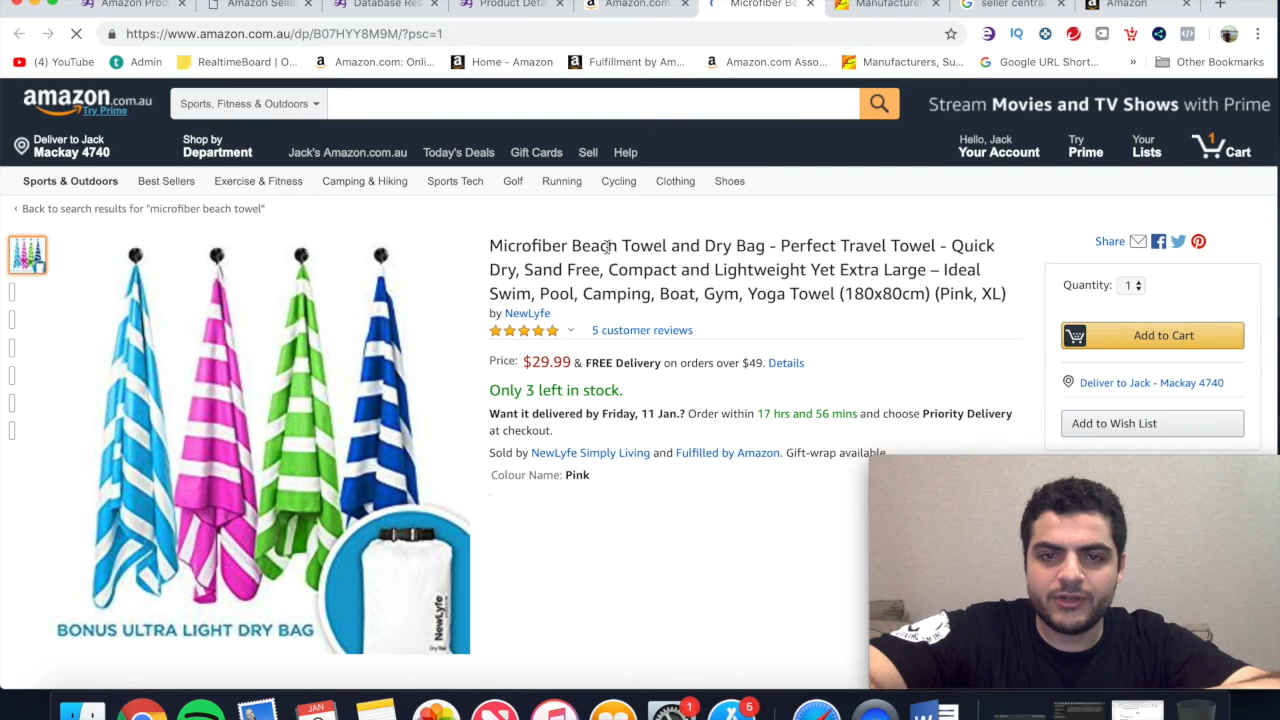 Amazon Prod
Amazon Selle
Database Res
Product Deta
Amazon.com
Microfiber Be
Manufacturer
seller central
Amazon
https://www.amazon.com.au/dp/B07HYY8M9M/?psc=1
(4) YouTube
Admin
RealtimeBoard | O...
Amazon.com: Onli...
Home - Amazon
Fulfillment by Am...
Amazon.com Asso...
Manufacturers, Su...
Google URL Short...
»
Other Bookmarks
amazon.com.au
Try Prime
Sports, Fitness & Outdoors
Stream Movies and TV Shows with Prime
Deliver to Jack
Mackay 4740
Shop by
Department
Jack's Amazon.com.au
Today's Deals
Gift Cards
Sell
Help
Hello, Jack
Your Account
Try
Prime
Your
Lists
1
Cart
Sports & Outdoors
Best Sellers
Exercise & Fitness
Camping & Hiking
Sports Tech
Golf
Running
Cycling
Clothing
Shoes
‹ Back to search results for "microfiber beach towel"
Microfiber Beach Towel and Dry Bag - Perfect Travel Towel - Quick
Dry, Sand Free, Compact and Lightweight Yet Extra Large – Ideal
Swim, Pool, Camping, Boat, Gym, Yoga Towel (180x80cm) (Pink, XL)
by NewLyfe
5 customer reviews
Price: $29.99 & FREE Delivery on orders over $49. Details
Only 3 left in stock.
Want it delivered by Friday, 11 Jan.? Order within 17 hrs and 56 mins and choose Priority Delivery
at checkout.
Sold by NewLyfe Simply Living and Fulfilled by Amazon. Gift-wrap available.
Colour Name: Pink
Share
Quantity: 1
Add to Cart
Deliver to Jack - Mackay 4740
Add to Wish List
BONUS ULTRA LIGHT DRY BAG
NewLyfe
Dry Bag
JAN
1
5
W